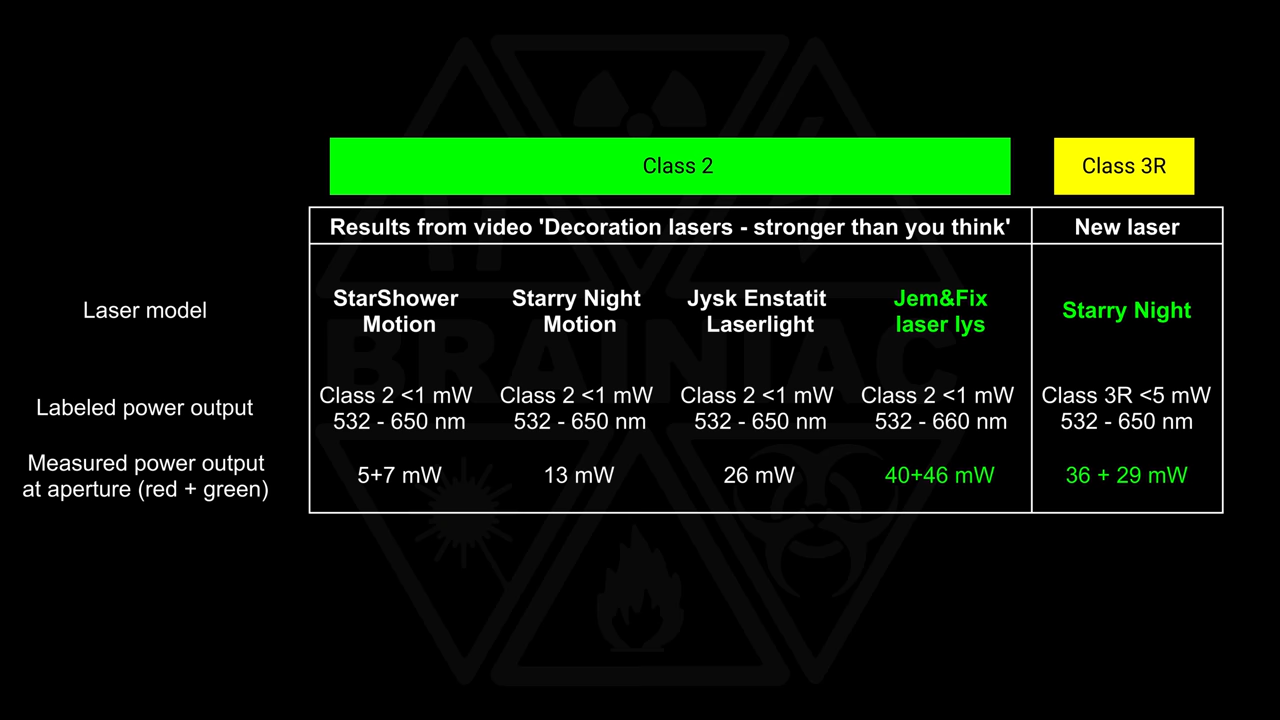 Class 2
Class 3R
Results from video 'Decoration lasers - stronger than you think'
New laser
Laser model
StarShower
Motion
Starry Night
Motion
Jysk Enstatit
Laserlight
Jem&Fix
laser lys
Starry Night
Labeled power output
Class 2 <1 mW
532 - 650 nm
Class 2 <1 mW
532 - 650 nm
Class 2 <1 mW
532 - 650 nm
Class 2 <1 mW
532 - 660 nm
Class 3R <5 mW
532 - 650 nm
Measured power output
at aperture (red + green)
5+7 mW
13 mW
26 mW
40+46 mW
36 + 29 mW
BRAINIAC